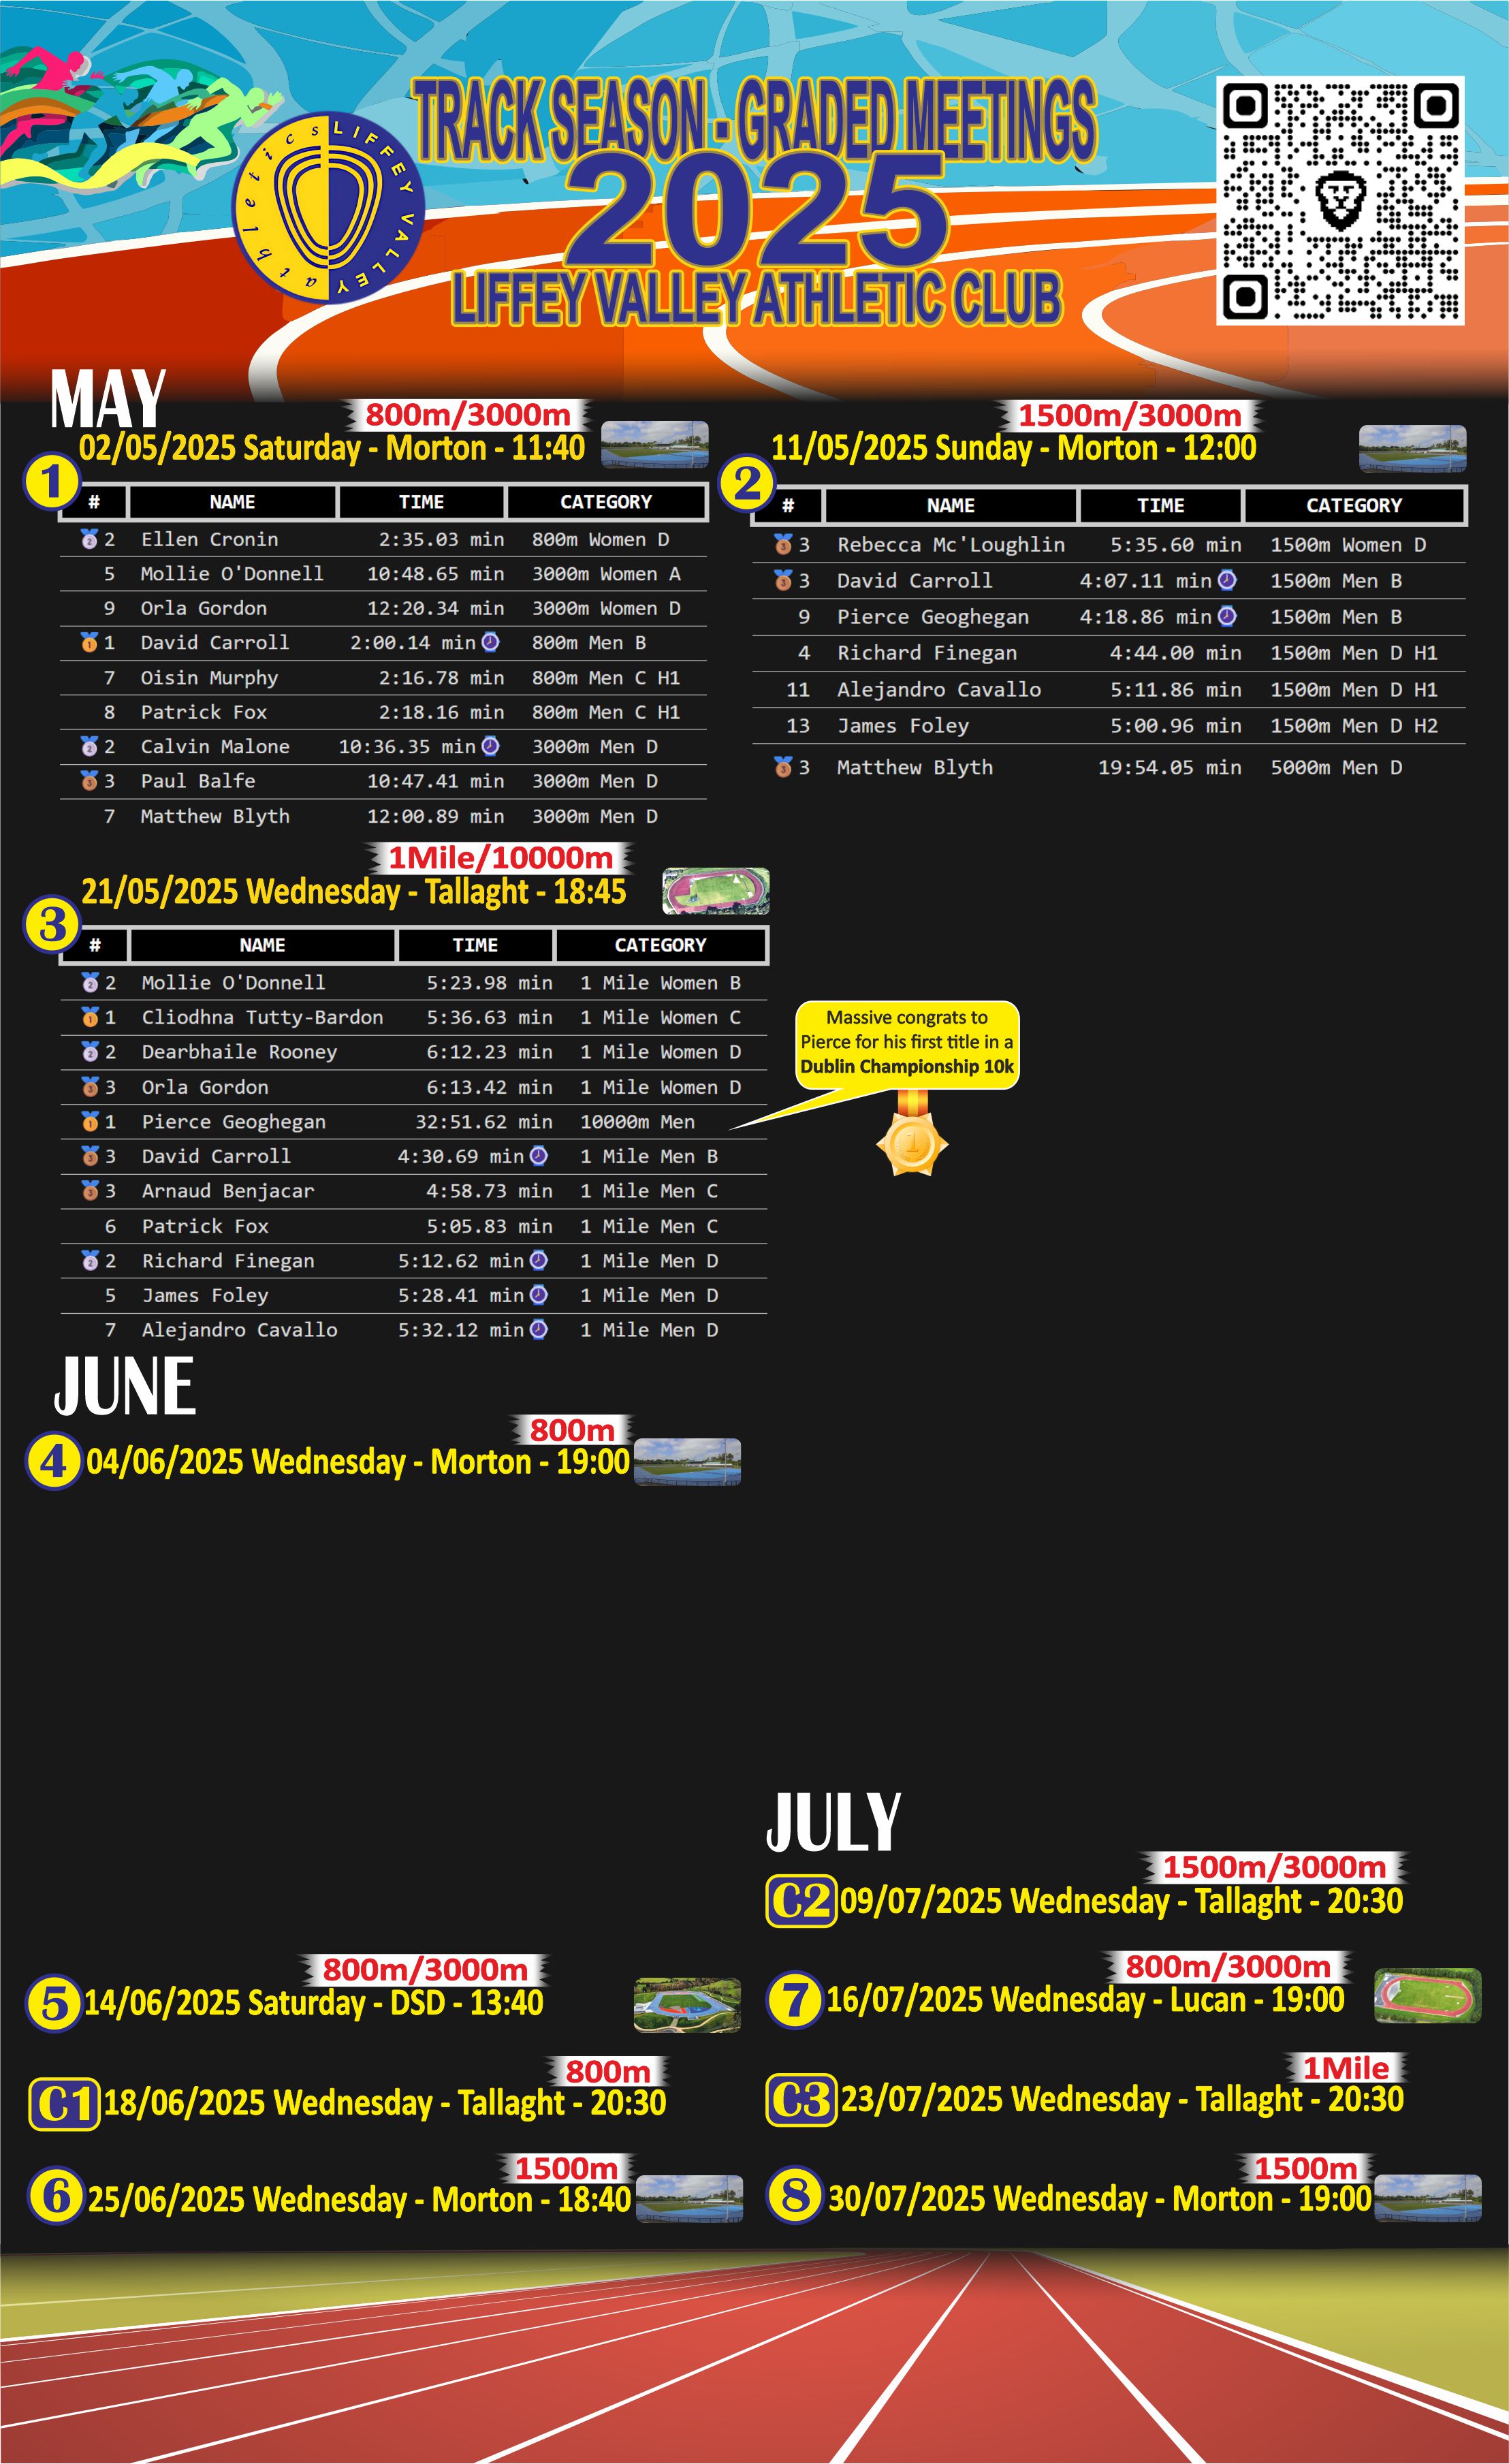 TRACK SEASON - GRADED MEETINGS
2025
LIFFEY VALLEY ATHLETIC CLUB
LIFFEY VALLEY
athletics
MAY
800m/3000m
02/05/2025 Saturday - Morton - 11:40
1
# NAME TIME CATEGORY
2 Ellen Cronin 2:35.03 min 800m Women D
5 Mollie O'Donnell 10:48.65 min 3000m Women A
9 Orla Gordon 12:20.34 min 3000m Women D
1 David Carroll 2:00.14 min 800m Men B
7 Oisin Murphy 2:16.78 min 800m Men C H1
8 Patrick Fox 2:18.16 min 800m Men C H1
2 Calvin Malone 10:36.35 min 3000m Men D
3 Paul Balfe 10:47.41 min 3000m Men D
7 Matthew Blyth 12:00.89 min 3000m Men D
1500m/3000m
11/05/2025 Sunday - Morton - 12:00
2
# NAME TIME CATEGORY
3 Rebecca Mc'Loughlin 5:35.60 min 1500m Women D
3 David Carroll 4:07.11 min 1500m Men B
9 Pierce Geoghegan 4:18.86 min 1500m Men B
4 Richard Finegan 4:44.00 min 1500m Men D H1
11 Alejandro Cavallo 5:11.86 min 1500m Men D H1
13 James Foley 5:00.96 min 1500m Men D H2
3 Matthew Blyth 19:54.05 min 5000m Men D
1Mile/10000m
21/05/2025 Wednesday - Tallaght - 18:45
3
# NAME TIME CATEGORY
2 Mollie O'Donnell 5:23.98 min 1 Mile Women B
1 Cliodhna Tutty-Bardon 5:36.63 min 1 Mile Women C
2 Dearbhaile Rooney 6:12.23 min 1 Mile Women D
3 Orla Gordon 6:13.42 min 1 Mile Women D
1 Pierce Geoghegan 32:51.62 min 10000m Men
3 David Carroll 4:30.69 min 1 Mile Men B
3 Arnaud Benjacar 4:58.73 min 1 Mile Men C
6 Patrick Fox 5:05.83 min 1 Mile Men C
2 Richard Finegan 5:12.62 min 1 Mile Men D
5 James Foley 5:28.41 min 1 Mile Men D
7 Alejandro Cavallo 5:32.12 min 1 Mile Men D
Massive congrats to
Pierce for his first title in a
Dublin Championship 10k
1
JUNE
800m
4 04/06/2025 Wednesday - Morton - 19:00
800m/3000m
5 14/06/2025 Saturday - DSD - 13:40
800m
C1 18/06/2025 Wednesday - Tallaght - 20:30
1500m
6 25/06/2025 Wednesday - Morton - 18:40
JULY
1500m/3000m
C2 09/07/2025 Wednesday - Tallaght - 20:30
800m/3000m
7 16/07/2025 Wednesday - Lucan - 19:00
1Mile
C3 23/07/2025 Wednesday - Tallaght - 20:30
1500m
8 30/07/2025 Wednesday - Morton - 19:00